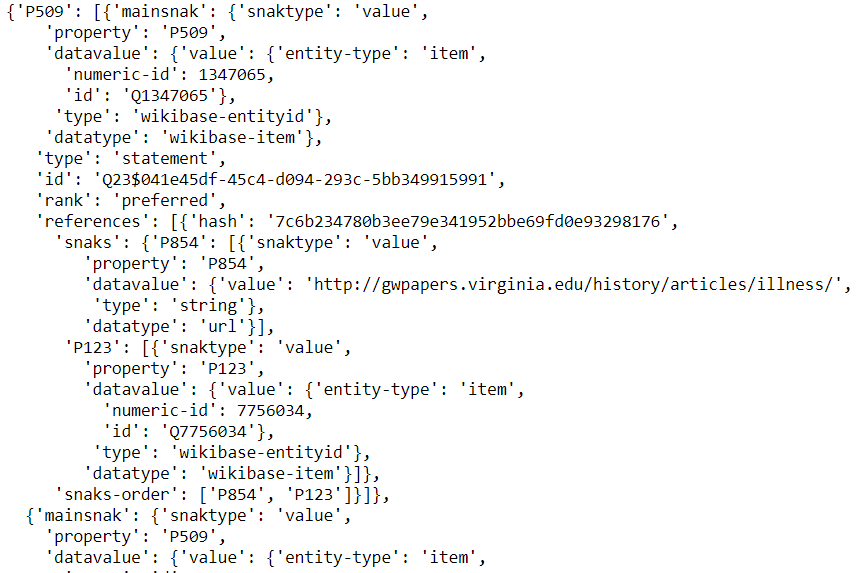 {'P509': [{'mainsnak': {'snaktype': 'value',
'property': 'P509',
'datavalue': {'value': {'entity-type': 'item',
'numeric-id': 1347065,
'id': 'Q1347065'},
'type': 'wikibase-entityid'},
'datatype': 'wikibase-item'},
'type': 'statement',
'id': 'Q23$041e45df-45c4-d094-293c-5bb349915991',
'rank': 'preferred',
'references': [{'hash': '7c6b234780b3ee79e341952bbe69fd0e93298176',
'snaks': {'P854': [{'snaktype': 'value',
'property': 'P854',
'datavalue': {'value': 'http://gwpapers.virginia.edu/history/articles/illness/',
'type': 'string'},
'datatype': 'url'}],
'P123': [{'snaktype': 'value',
'property': 'P123',
'datavalue': {'value': {'entity-type': 'item',
'numeric-id': 7756034,
'id': 'Q7756034'},
'type': 'wikibase-entityid'},
'datatype': 'wikibase-item'}]},
'snaks-order': ['P854', 'P123']}]},
{'mainsnak': {'snaktype': 'value',
'property': 'P509',
'datavalue': {'value': {'entity-type': 'item',